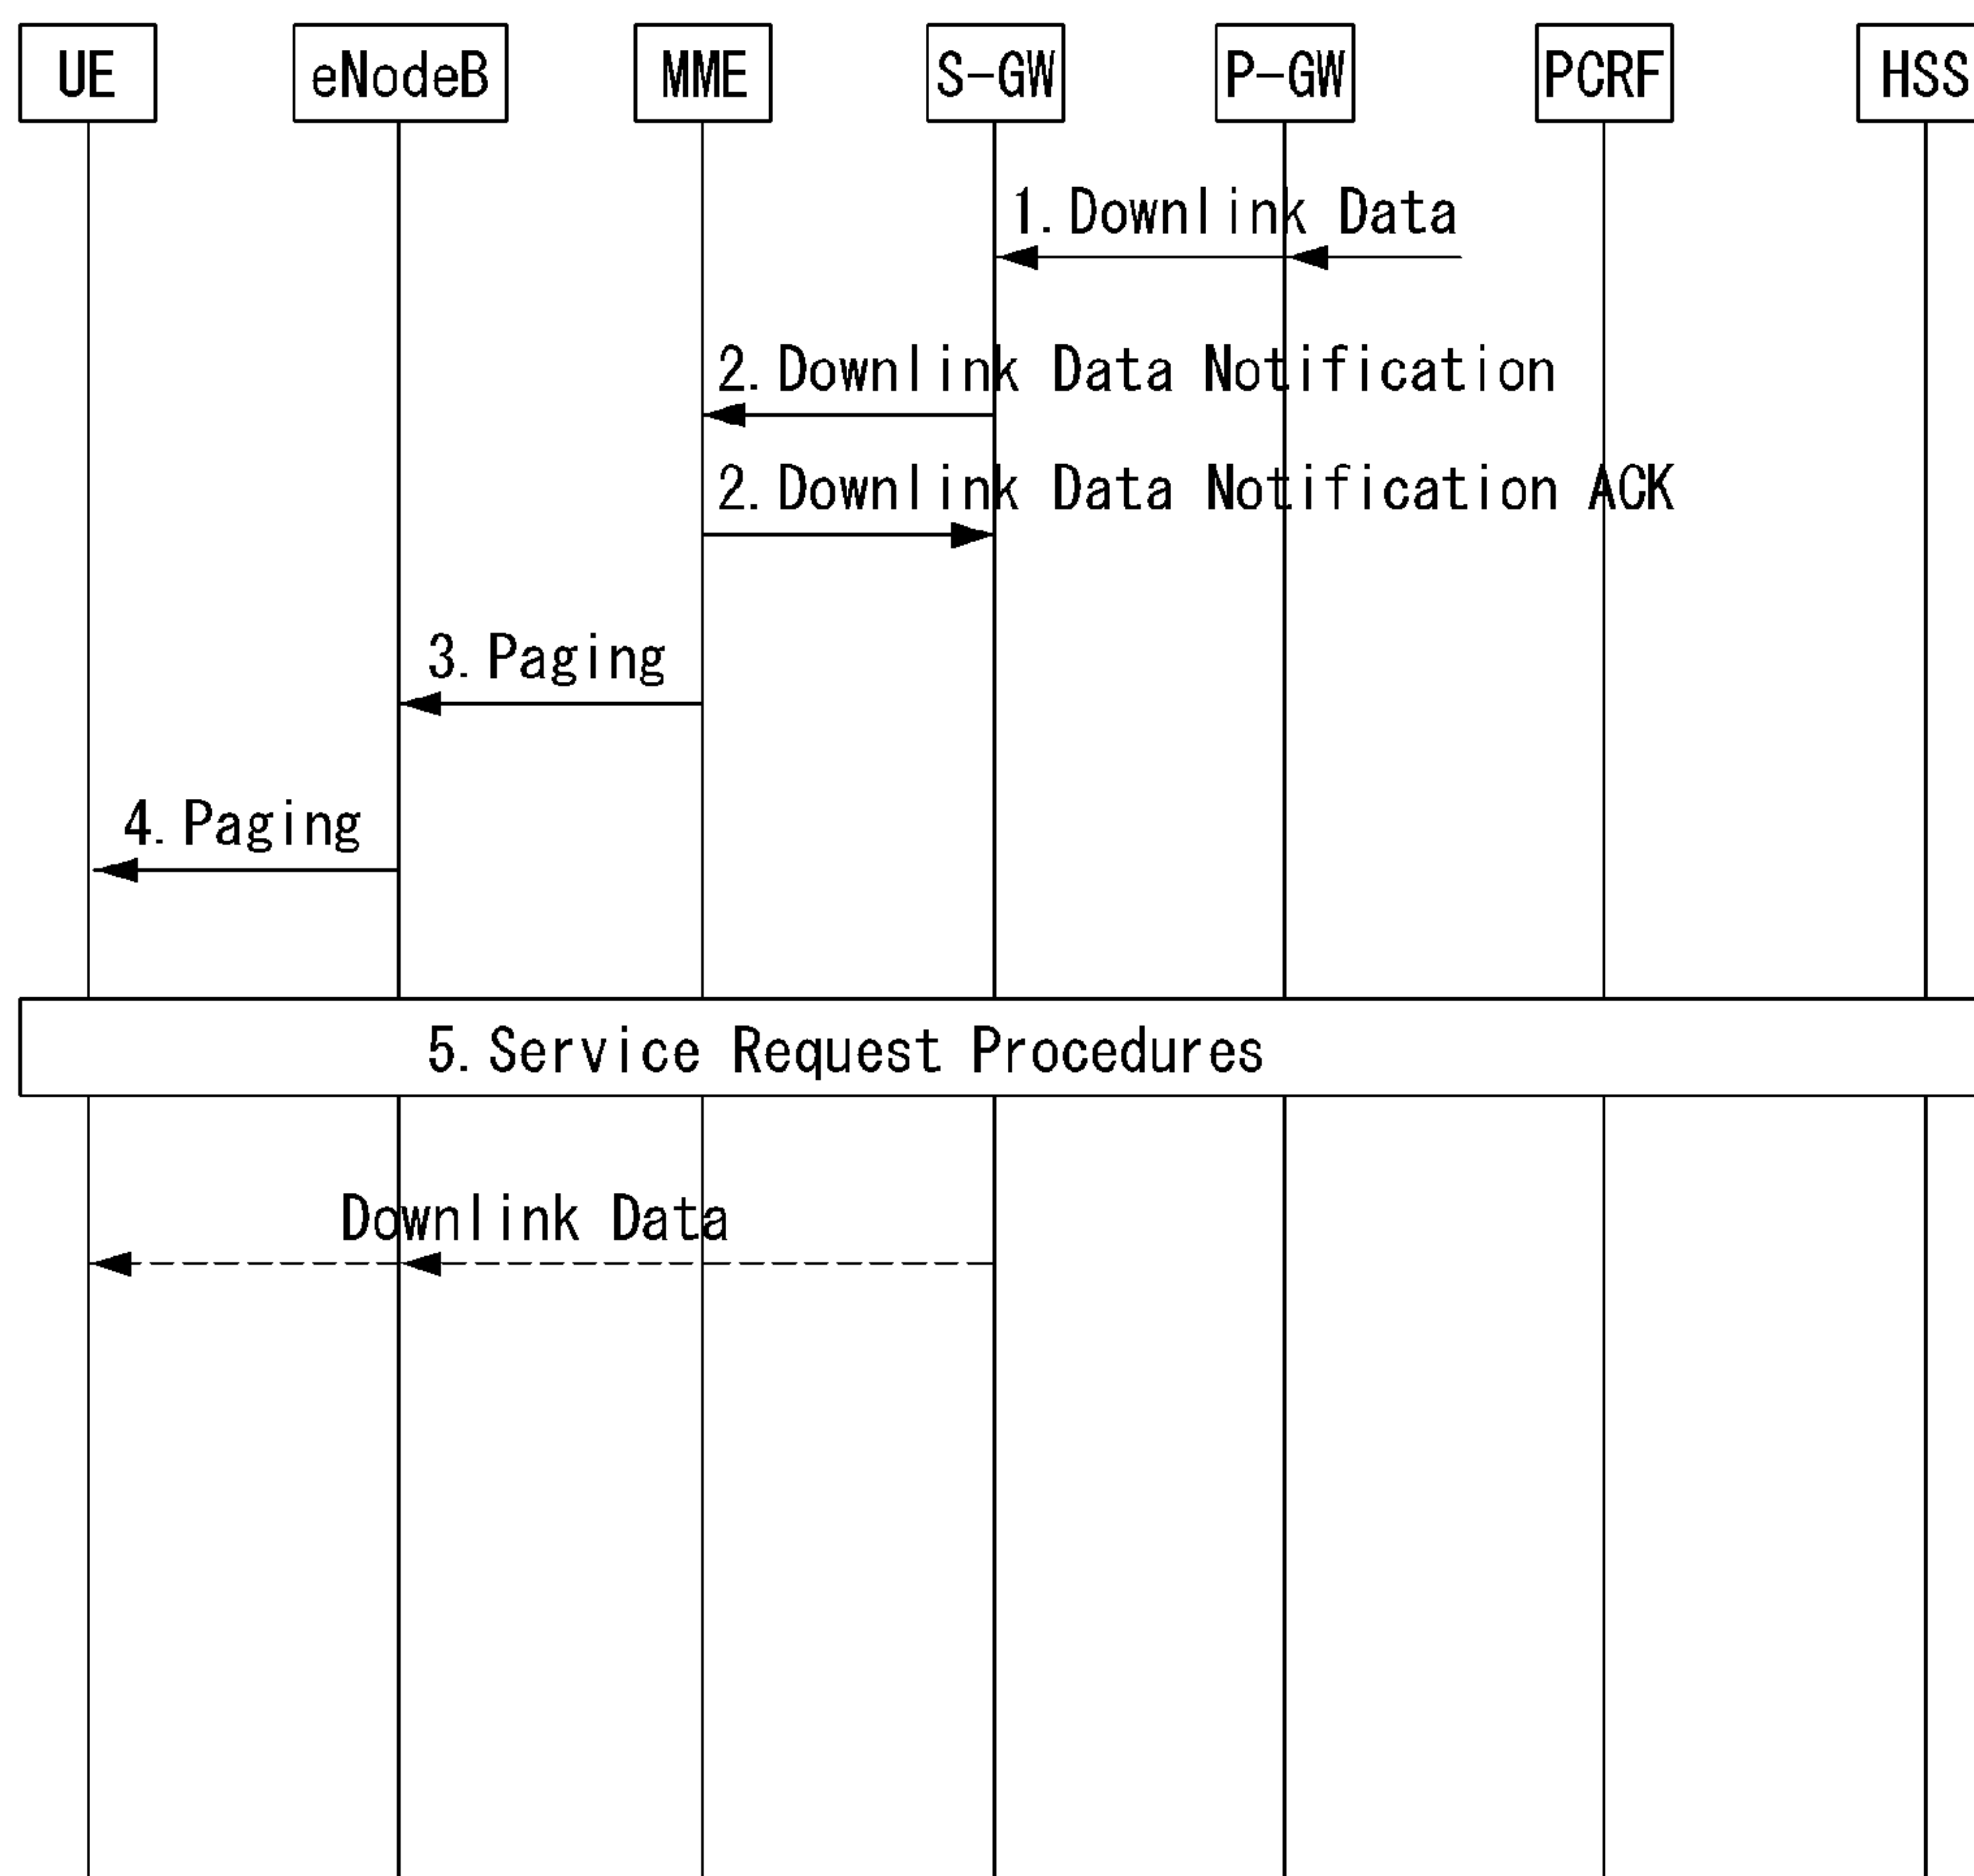 UE eNodeB MME S-GW P-GW PCRF HSS
1. Downlink Data
2. Downlink Data Notification
2. Downlink Data Notification ACK
3. Paging
4. Paging
5. Service Request Procedures
Downlink Data